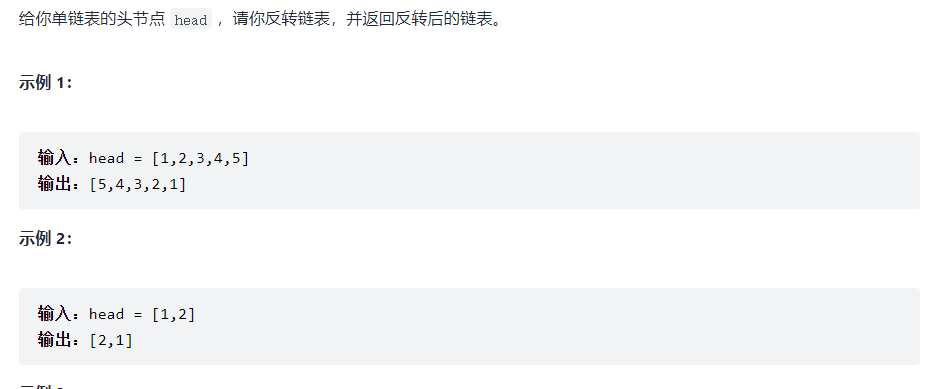 给你单链表的头节点 head ，请你反转链表，并返回反转后的链表。
示例 1：
输入：head = [1,2,3,4,5]
输出：[5,4,3,2,1]
示例 2：
输入：head = [1,2]
输出：[2,1]